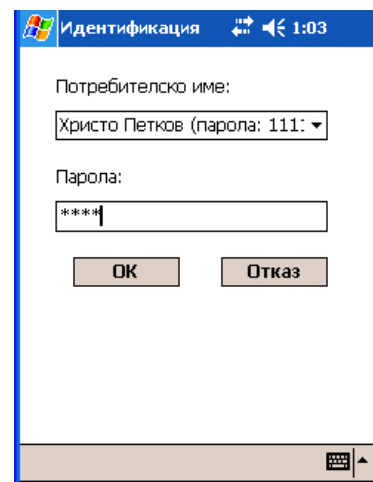 Идентификация 1:03
Потребителско име:
Христо Петков (парола: 111
Парола:
****
OK Отказ